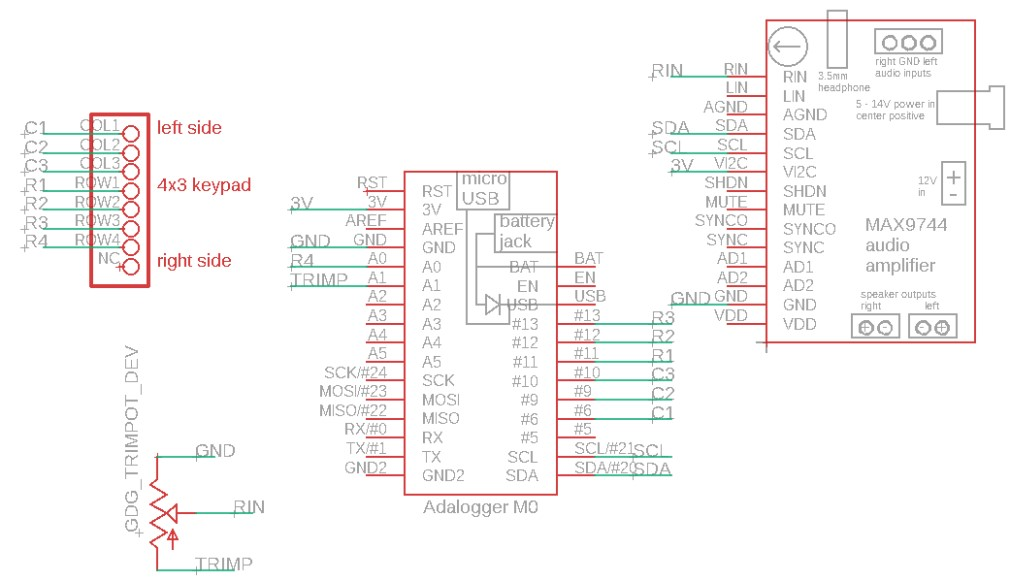 C1 COL1
C2 COL2
C3 COL3
R1 ROW1
R2 ROW2
R3 ROW3
R4 ROW4
NC
left side
4x3 keypad
right side
GDG_TRIMPOT_DEV
GND
RIN
TRIMP
RST RST
3V 3V 3V
AREF AREF
GND GND GND
R4 A0 A0
TRIMP A1 A1
A2 A2
A3 A3
A4 A4
A5 A5
SCK/#24 SCK
MOSI/#23 MOSI
MISO/#22 MISO
RX/#0 RX
TX/#1 TX
GND2 GND2
micro
USB
battery
jack
BAT BAT
EN EN
USB USB
#13 #13 R3
#12 #12 R2
#11 #11 R1
#10 #10 C3
#9 #9 C2
#6 #6 C1
#5 #5
SCL SCL/#21 SCL
SDA SDA/#20 SDA
Adalogger M0
RIN RIN RIN
LIN LIN
AGND AGND
SDA SDA SDA
SCL SCL SCL
3V VI2C VI2C
SHDN SHDN
MUTE MUTE
SYNCO SYNCO
SYNC SYNC
AD1 AD1
AD2 AD2
GND GND GND
VDD VDD
3.5mm
headphone
right GND left
audio inputs
5 - 14V power in
center positive
12V
in
+
-
MAX9744
audio
amplifier
speaker outputs
right left
+ - - +